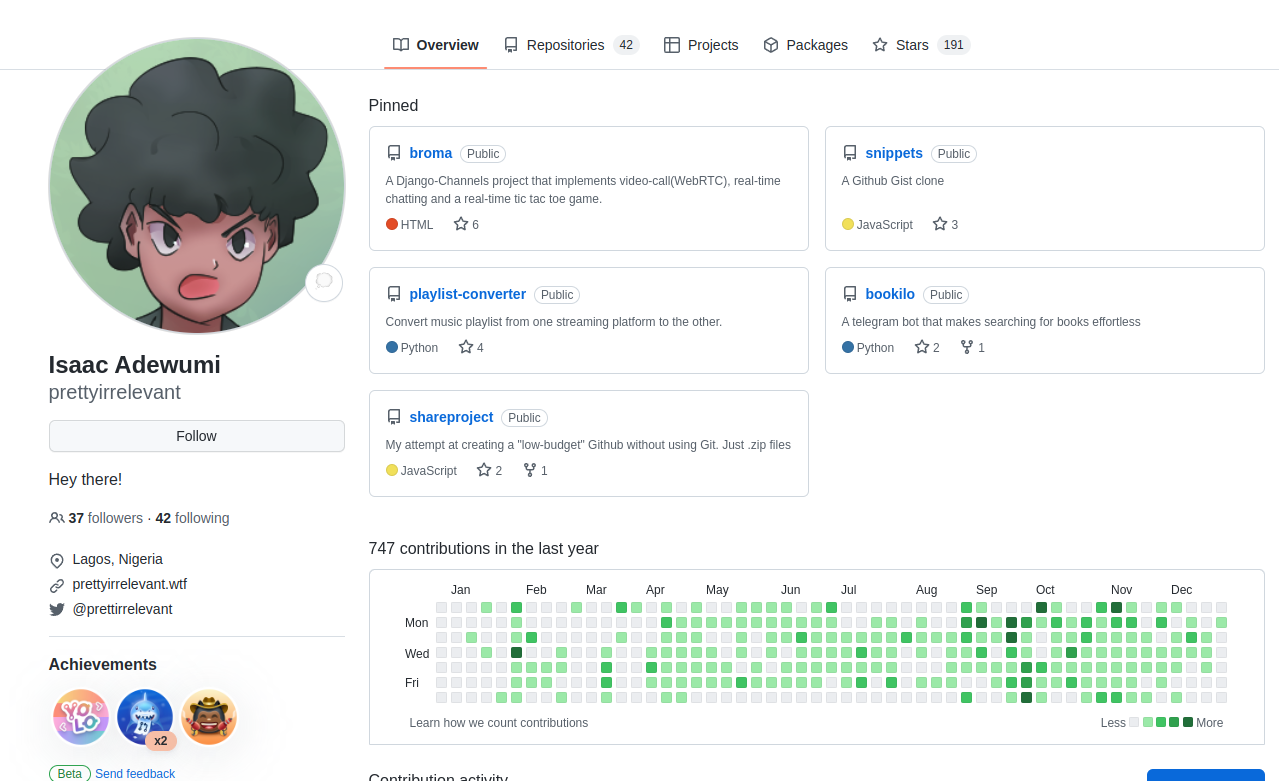 Overview
Repositories 42
Projects
Packages
Stars 191
Isaac Adewumi
prettyirrelevant
Follow
Hey there!
37 followers · 42 following
Lagos, Nigeria
prettyirrelevant.wtf
@prettirrelevant
Achievements
YOLO
x2
Beta Send feedback
Pinned
broma Public
A Django-Channels project that implements video-call(WebRTC), real-time
chatting and a real-time tic tac toe game.
HTML 6
snippets Public
A Github Gist clone
JavaScript 3
playlist-converter Public
Convert music playlist from one streaming platform to the other.
Python 4
bookilo Public
A telegram bot that makes searching for books effortless
Python 2 1
shareproject Public
My attempt at creating a "low-budget" Github without using Git. Just .zip files
JavaScript 2 1
747 contributions in the last year
Jan Feb Mar Apr May Jun Jul Aug Sep Oct Nov Dec
Mon
Wed
Fri
Learn how we count contributions
Less More
Contribution activity